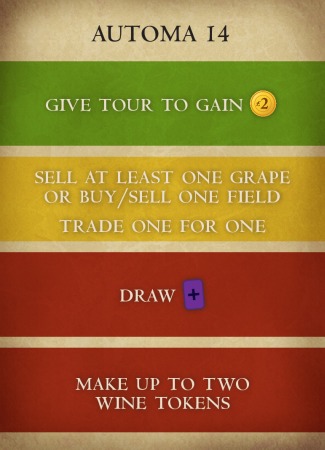 AUTOMA 14
GIVE TOUR TO GAIN £2
SELL AT LEAST ONE GRAPE
OR BUY/SELL ONE FIELD
TRADE ONE FOR ONE
DRAW +
MAKE UP TO TWO
WINE TOKENS